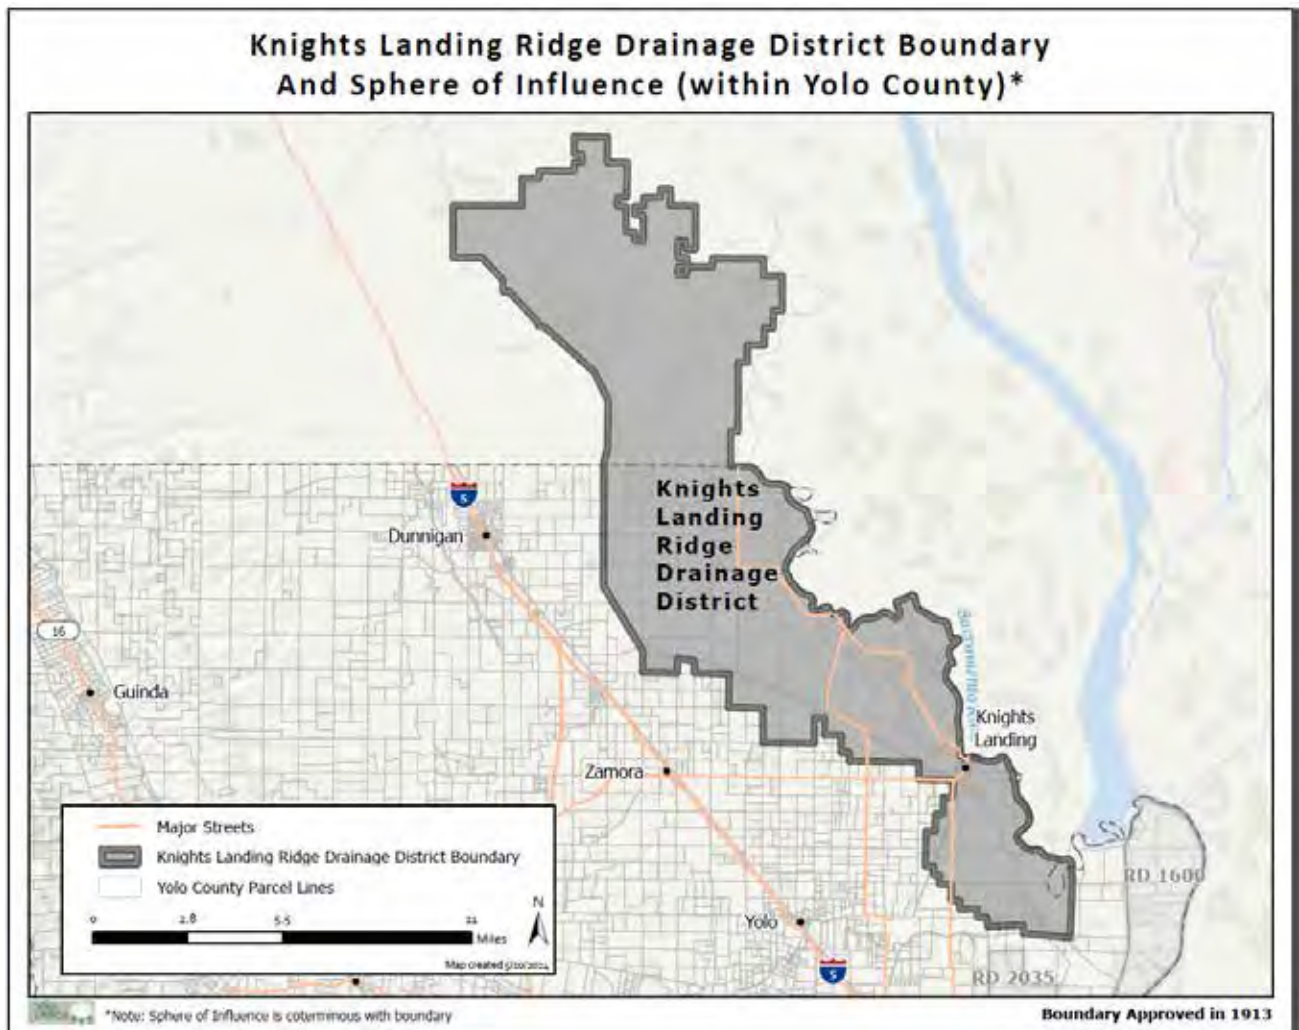 Knights Landing Ridge Drainage District Boundary
And Sphere of Influence (within Yolo County)*
5
Dunnigan
Knights
Landing
Ridge
Drainage
District
16
Guinda
Knights
Landing
Zamora
Yolo
5
RD 1600
RD 2035
Major Streets
Knights Landing Ridge Drainage District Boundary
Yolo County Parcel Lines
0 2.8 5.5 11
Miles
N
Map created
*Note: Sphere of Influence is coterminous with boundary
Boundary Approved in 1913